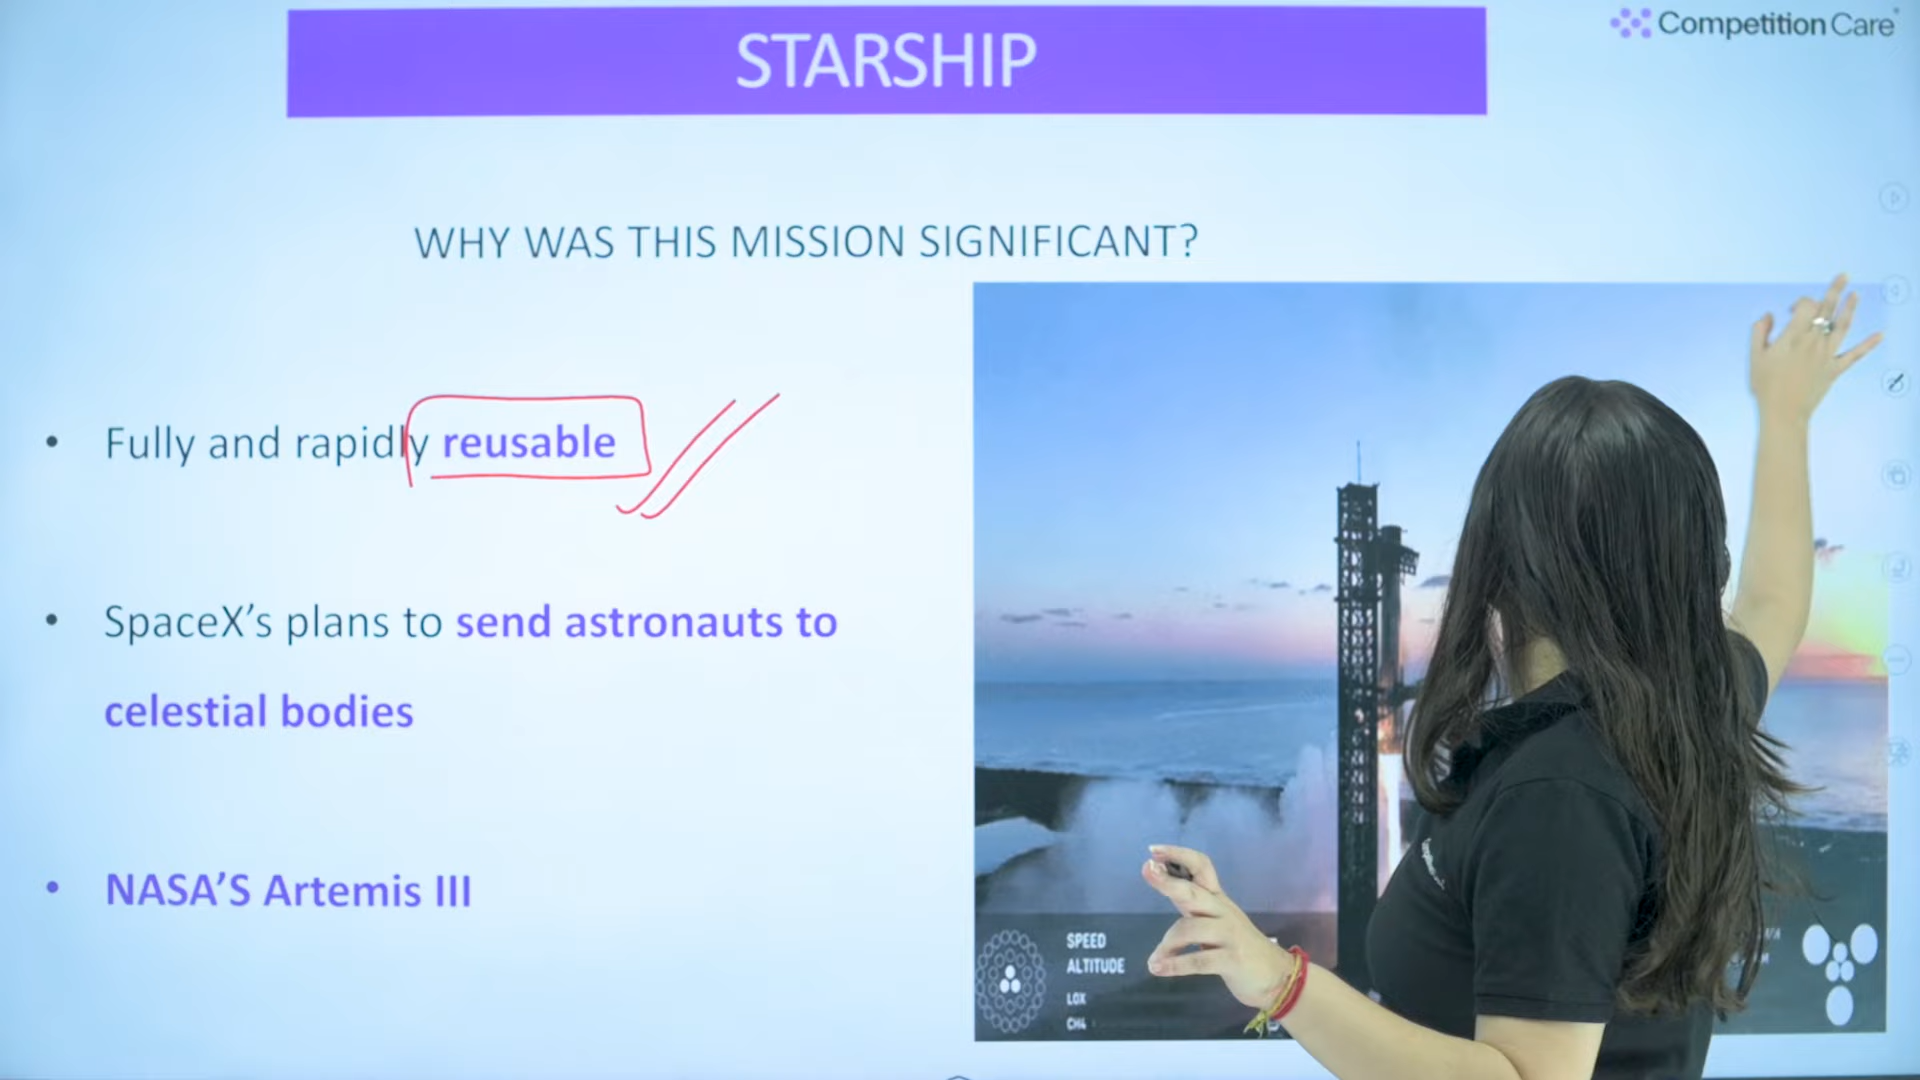 STARSHIP
Competition Care
WHY WAS THIS MISSION SIGNIFICANT?
• Fully and rapidly reusable
• SpaceX's plans to send astronauts to
celestial bodies
• NASA'S Artemis III
SPEED
ALTITUDE
LOX
CH4